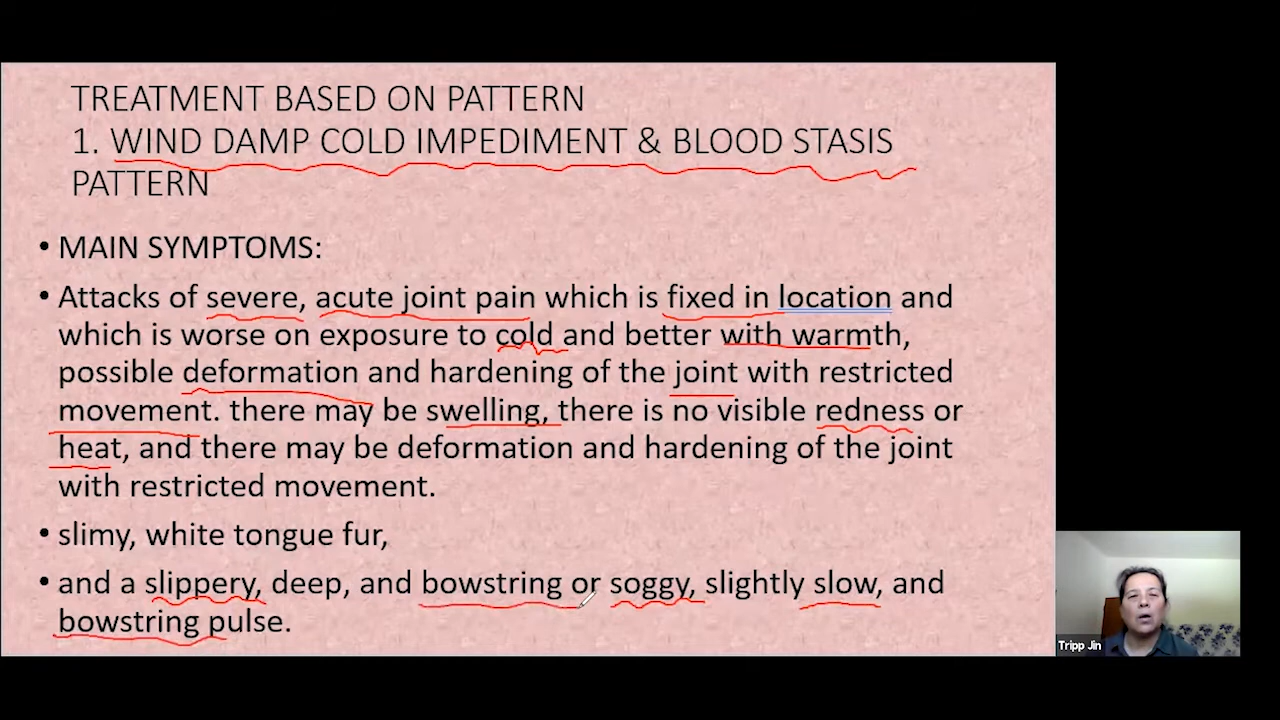 TREATMENT BASED ON PATTERN
1. WIND DAMP COLD IMPEDIMENT & BLOOD STASIS
PATTERN
• MAIN SYMPTOMS:
• Attacks of severe, acute joint pain which is fixed in location and
which is worse on exposure to cold and better with warmth,
possible deformation and hardening of the joint with restricted
movement. there may be swelling, there is no visible redness or
heat, and there may be deformation and hardening of the joint
with restricted movement.
• slimy, white tongue fur,
• and a slippery, deep, and bowstring or soggy, slightly slow, and
bowstring pulse.
Tripp Jin